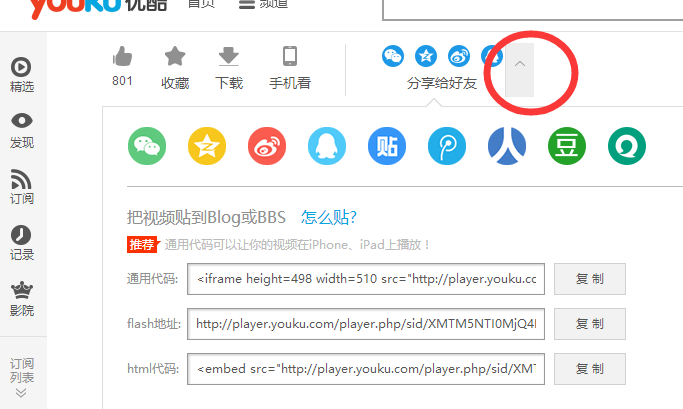 YOUKU 优酷 首页 频道
精选
发现
订阅
记录
影院
订阅
列表
801 收藏 下载 手机看 分享给好友
贴 人 豆
把视频贴到Blog或BBS 怎么贴?
推荐 通用代码可以让你的视频在iPhone、iPad上播放！
通用代码: <iframe height=498 width=510 src="http://player.youku.co 复 制
flash地址: http://player.youku.com/player.php/sid/XMTM5NTI0MjQ4 复 制
html代码: <embed src="http://player.youku.com/player.php/sid/XMT 复 制